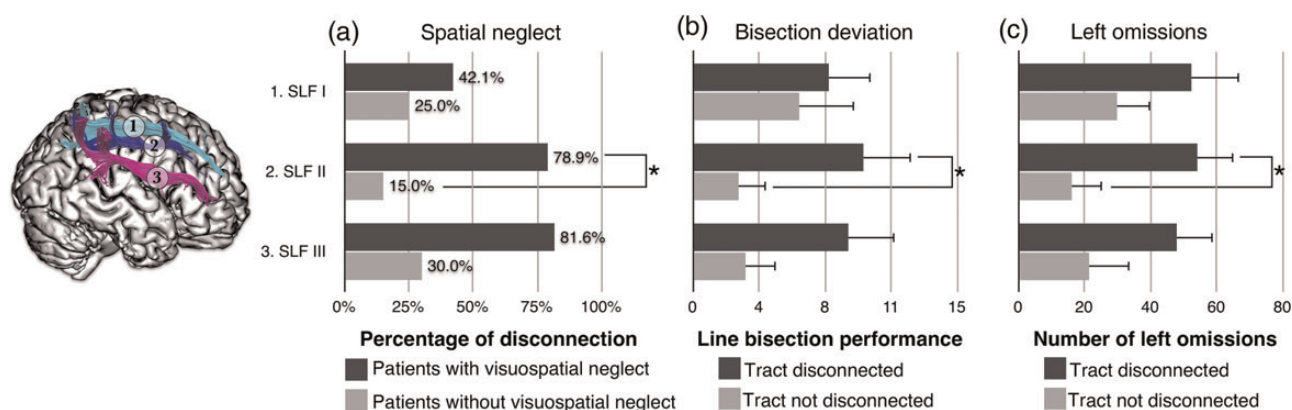 (a) Spatial neglect
(b) Bisection deviation
(c) Left omissions
1
2
3
1. SLF I
42.1%
25.0%
2. SLF II
78.9%
15.0%
*
3. SLF III
81.6%
30.0%
*
*
0% 25% 75% 100%
0 4 8 11 15
0 20 40 60 80
Percentage of disconnection
Patients with visuospatial neglect
Patients without visuospatial neglect
Line bisection performance
Tract disconnected
Tract not disconnected
Number of left omissions
Tract disconnected
Tract not disconnected